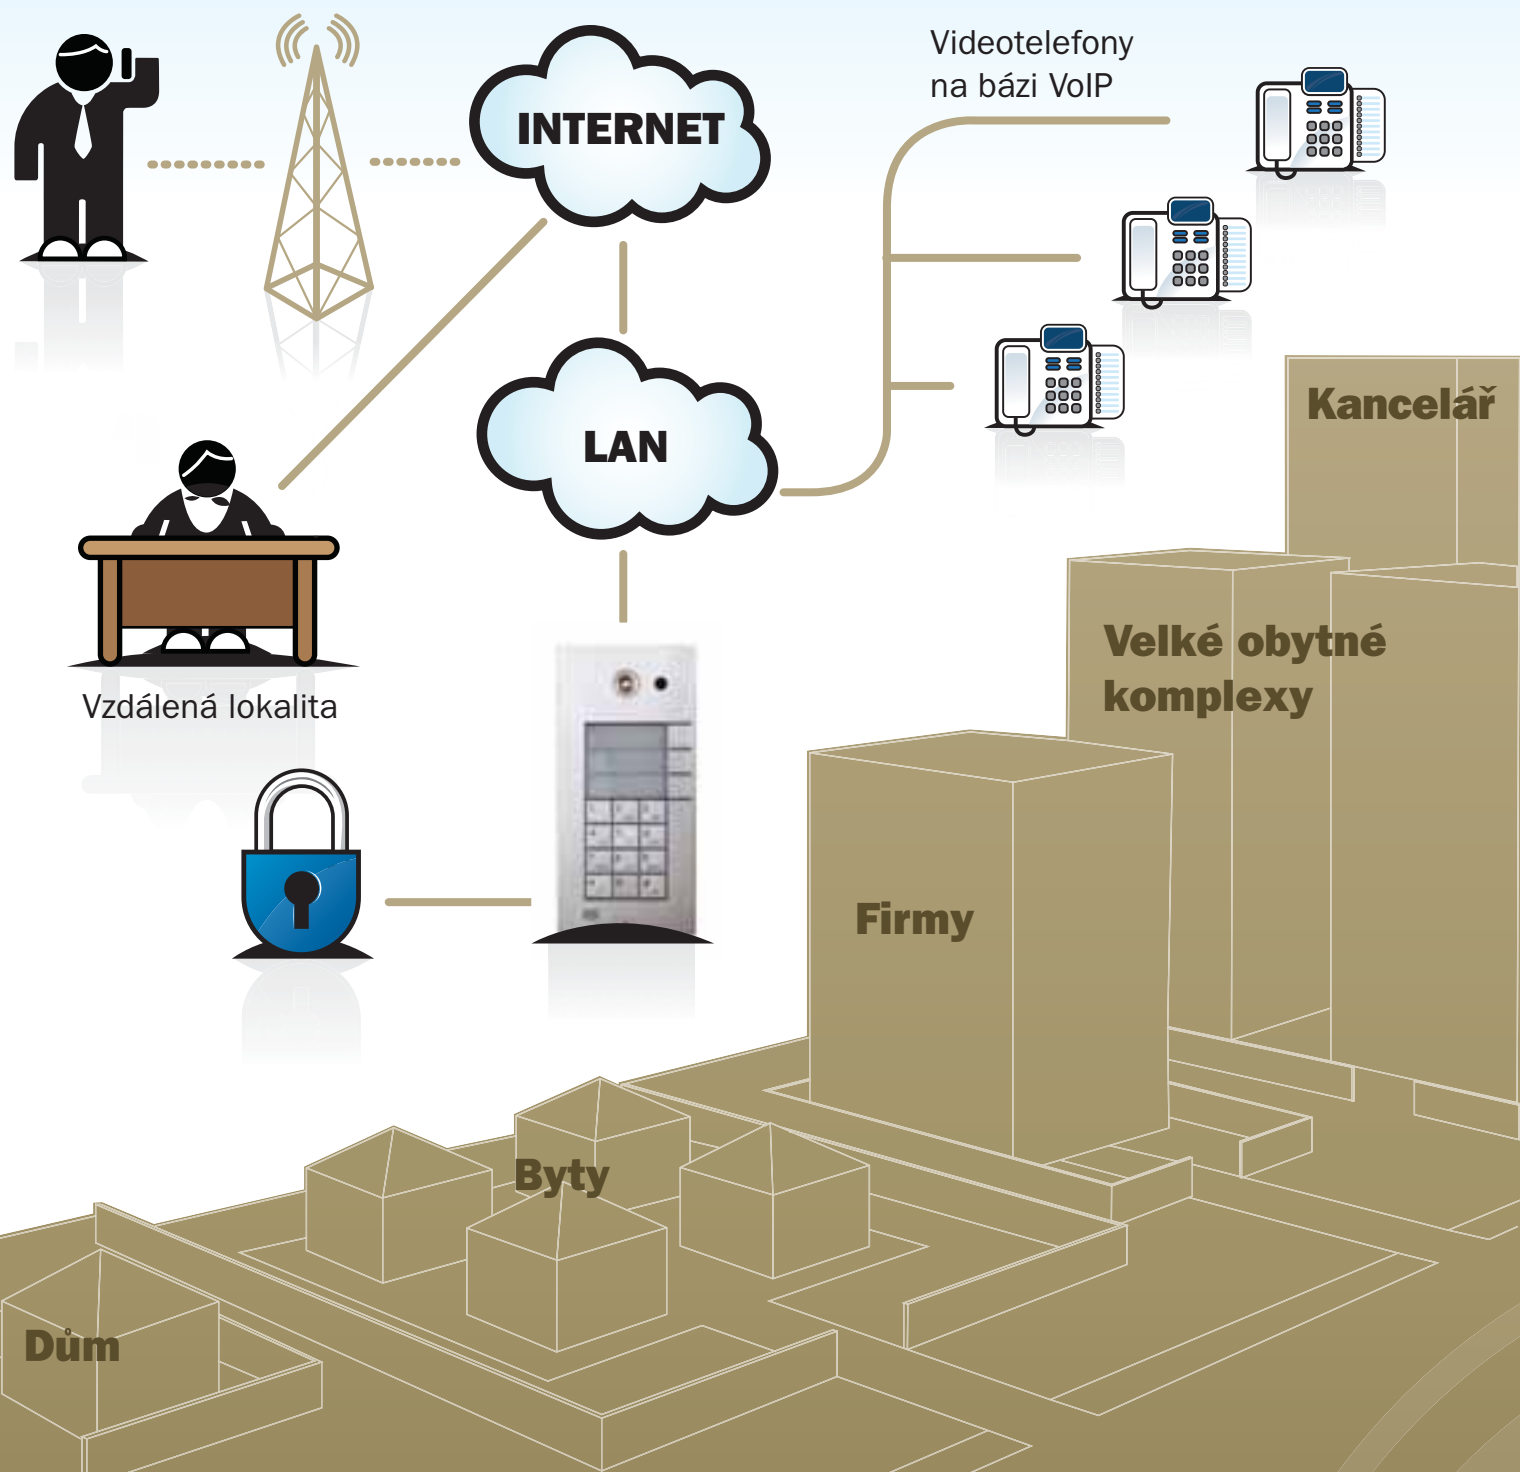 Videotelefony
na bázi VoIP
INTERNET
LAN
Kancelář
Vzdálená lokalita
Velké obytné
komplexy
Firmy
Byty
Dům